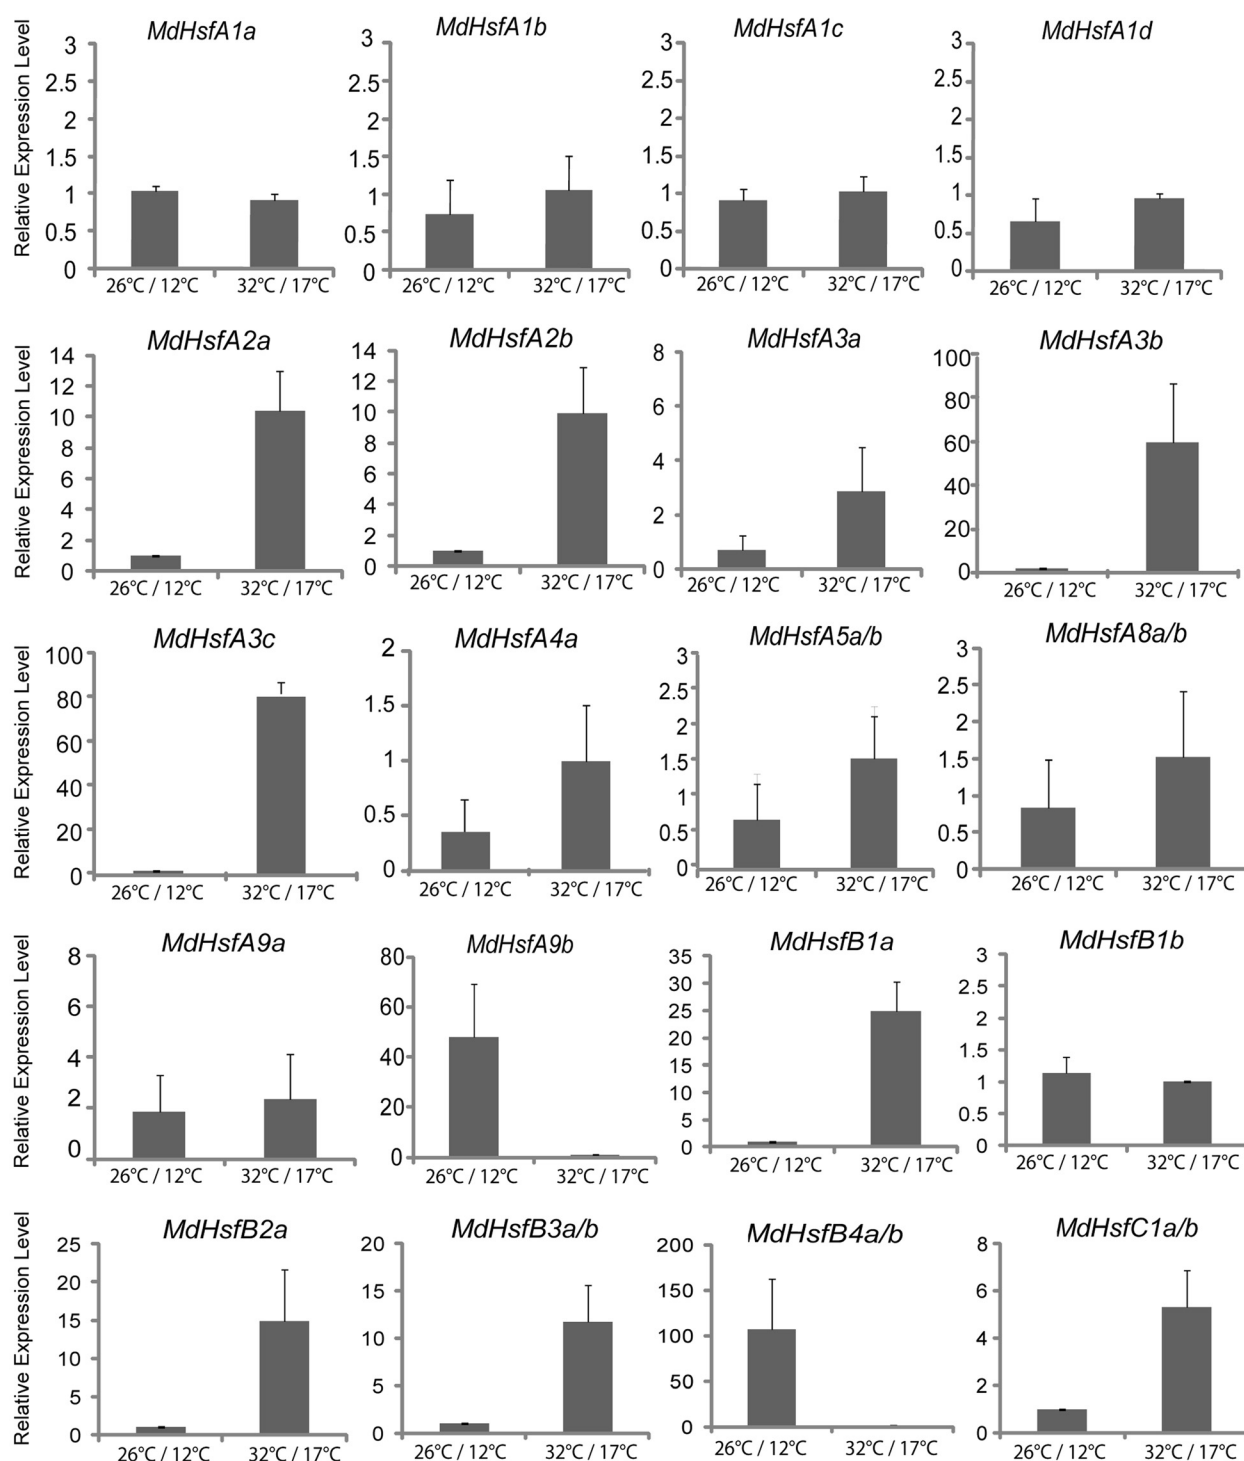 MdHsfA1a
MdHsfA1b
MdHsfA1c
MdHsfA1d
Relative Expression Level
3
2.5
2
1.5
1
0.5
0
26°C / 12°C
32°C / 17°C
3
2.5
2
1.5
1
0.5
0
26°C / 12°C
32°C / 17°C
3
2.5
2
1.5
1
0.5
0
26°C / 12°C
32°C / 17°C
3
2.5
2
1.5
1
0.5
0
26°C / 12°C
32°C / 17°C
MdHsfA2a
MdHsfA2b
MdHsfA3a
MdHsfA3b
Relative Expression Level
14
12
10
8
6
4
2
0
26°C / 12°C
32°C / 17°C
14
12
10
8
6
4
2
0
26°C / 12°C
32°C / 17°C
8
6
4
2
0
26°C / 12°C
32°C / 17°C
100
80
60
40
20
0
26°C / 12°C
32°C / 17°C
MdHsfA3c
MdHsfA4a
MdHsfA5a/b
MdHsfA8a/b
Relative Expression Level
100
80
60
40
20
0
26°C / 12°C
32°C / 17°C
2
1.5
1
0.5
0
26°C / 12°C
32°C / 17°C
3
2.5
2
1.5
1
0.5
0
26°C / 12°C
32°C / 17°C
3
2.5
2
1.5
1
0.5
0
26°C / 12°C
32°C / 17°C
MdHsfA9a
MdHsfA9b
MdHsfB1a
MdHsfB1b
Relative Expression Level
8
6
4
2
0
26°C / 12°C
32°C / 17°C
80
60
40
20
0
26°C / 12°C
32°C / 17°C
35
30
25
20
15
10
5
0
26°C / 12°C
32°C / 17°C
3
2.5
2
1.5
1
0.5
0
26°C / 12°C
32°C / 17°C
MdHsfB2a
MdHsfB3a/b
MdHsfB4a/b
MdHsfC1a/b
Relative Expression Level
25
20
15
10
5
0
26°C / 12°C
32°C / 17°C
20
15
10
5
0
26°C / 12°C
32°C / 17°C
200
150
100
50
0
26°C / 12°C
32°C / 17°C
8
6
4
2
0
26°C / 12°C
32°C / 17°C